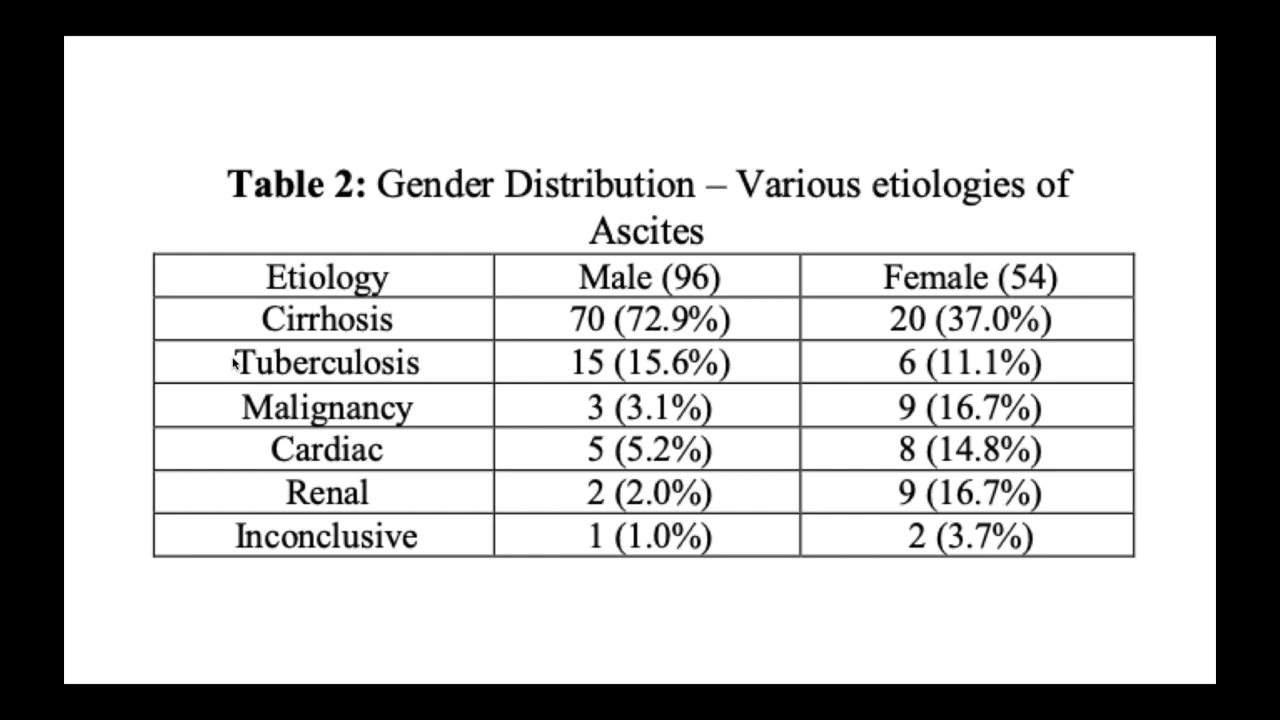 Table 2: Gender Distribution – Various etiologies of
Ascites
Etiology Male (96) Female (54)
Cirrhosis 70 (72.9%) 20 (37.0%)
Tuberculosis 15 (15.6%) 6 (11.1%)
Malignancy 3 (3.1%) 9 (16.7%)
Cardiac 5 (5.2%) 8 (14.8%)
Renal 2 (2.0%) 9 (16.7%)
Inconclusive 1 (1.0%) 2 (3.7%)